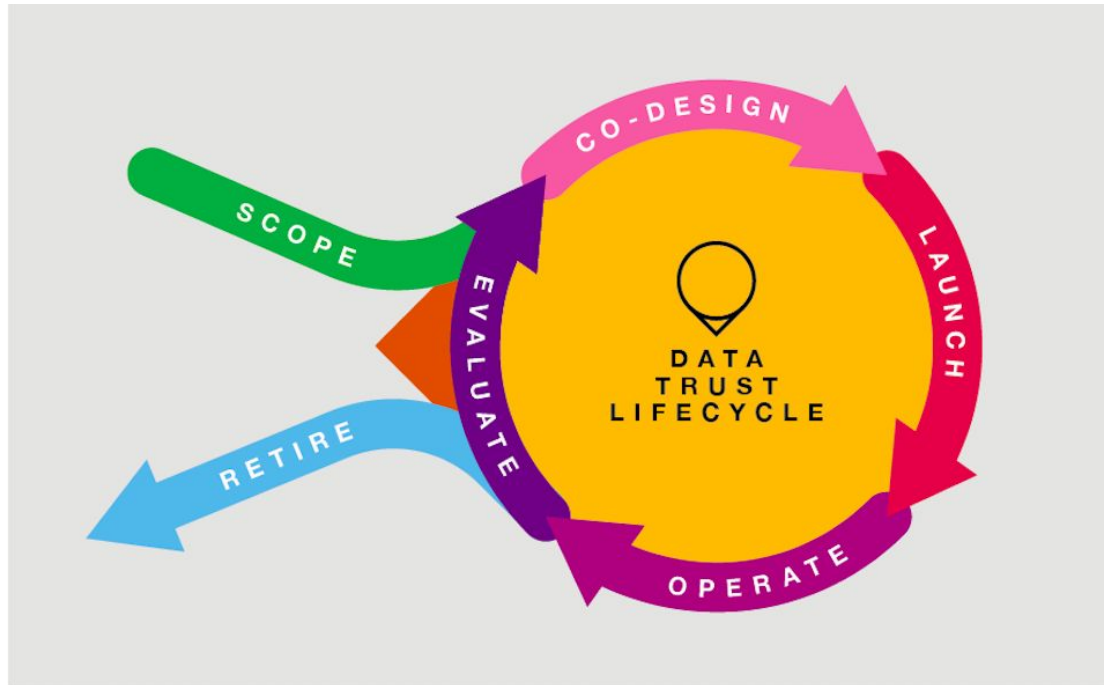 SCOPE
CO-DESIGN
LAUNCH
OPERATE
EVALUATE
RETIRE
DATA
TRUST
LIFECYCLE